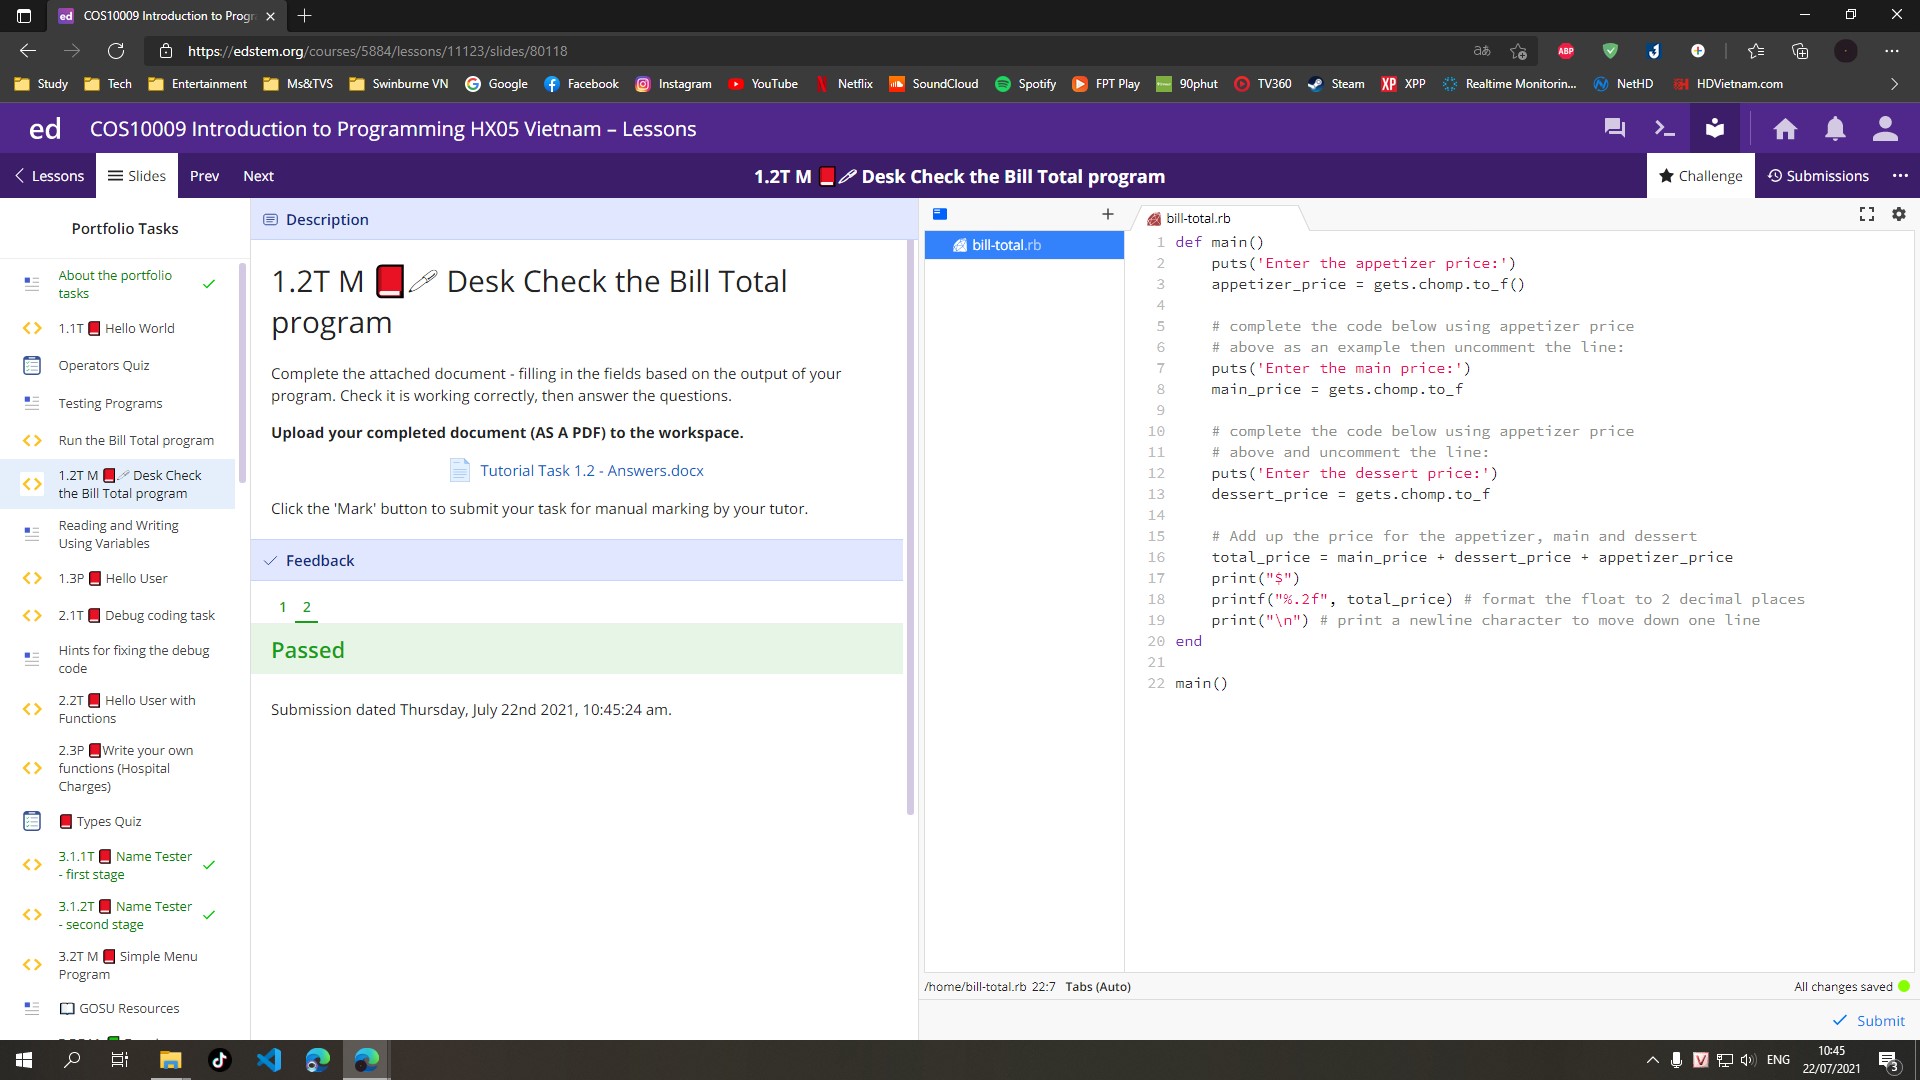 COS10009 Introduction to Progr
https://edstem.org/courses/5884/lessons/11123/slides/80118
Study Tech Entertainment Ms&TVS Swinburne VN Google Facebook Instagram YouTube Netflix SoundCloud Spotify FPT Play 90phut TV360 Steam XPP Realtime Monitorin... NetHD HDVietnam.com
ed COS10009 Introduction to Programming HX05 Vietnam – Lessons
Lessons Slides Prev Next 1.2T M 📕🖊 Desk Check the Bill Total program Challenge Submissions
Portfolio Tasks
About the portfolio
tasks
1.1T 📕 Hello World
Operators Quiz
Testing Programs
Run the Bill Total program
1.2T M 📕🖊 Desk Check
the Bill Total program
Reading and Writing
Using Variables
1.3P 📕 Hello User
2.1T 📕 Debug coding task
Hints for fixing the debug
code
2.2T 📕 Hello User with
Functions
2.3P 📕Write your own
functions (Hospital
Charges)
📕 Types Quiz
3.1.1T 📕 Name Tester
- first stage
3.1.2T 📕 Name Tester
- second stage
3.2T M 📕 Simple Menu
Program
📖 GOSU Resources
Description
1.2T M 📕🖊 Desk Check the Bill Total
program
Complete the attached document - filling in the fields based on the output of your
program. Check it is working correctly, then answer the questions.
Upload your completed document (AS A PDF) to the workspace.
Tutorial Task 1.2 - Answers.docx
Click the 'Mark' button to submit your task for manual marking by your tutor.
Feedback
1 2
Passed
Submission dated Thursday, July 22nd 2021, 10:45:24 am.
bill-total.rb
bill-total.rb
1 def main()
2 puts('Enter the appetizer price:')
3 appetizer_price = gets.chomp.to_f()
4
5 # complete the code below using appetizer price
6 # above as an example then uncomment the line:
7 puts('Enter the main price:')
8 main_price = gets.chomp.to_f
9
10 # complete the code below using appetizer price
11 # above and uncomment the line:
12 puts('Enter the dessert price:')
13 dessert_price = gets.chomp.to_f
14
15 # Add up the price for the appetizer, main and dessert
16 total_price = main_price + dessert_price + appetizer_price
17 print("$")
18 printf("%.2f", total_price) # format the float to 2 decimal places
19 print("\n") # print a newline character to move down one line
20 end
21
22 main()
/home/bill-total.rb 22:7 Tabs (Auto) All changes saved
Submit
ENG 10:45
22/07/2021
3